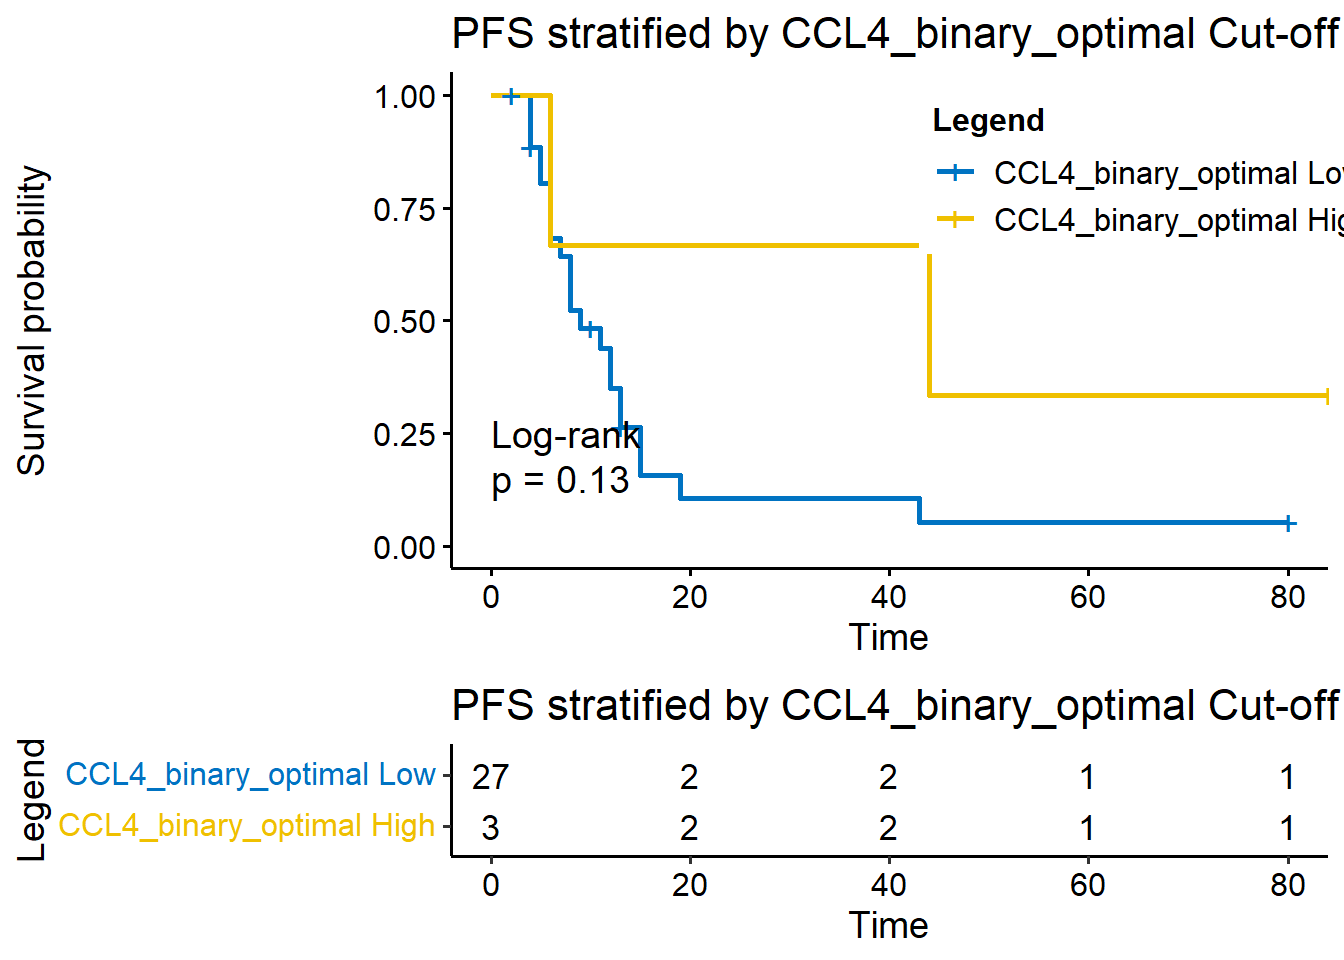 PFS stratified by CCL4_binary_optimal Cut-off
Survival probability
1.00
0.75
0.50
0.25
0.00
Legend
CCL4_binary_optimal Lo
CCL4_binary_optimal Hig
Log-rank
p = 0.13
0 20 40 60 80
Time
PFS stratified by CCL4_binary_optimal Cut-off
Legend
CCL4_binary_optimal Low 27 2 2 1 1
CCL4_binary_optimal High 3 2 2 1 1
0 20 40 60 80
Time